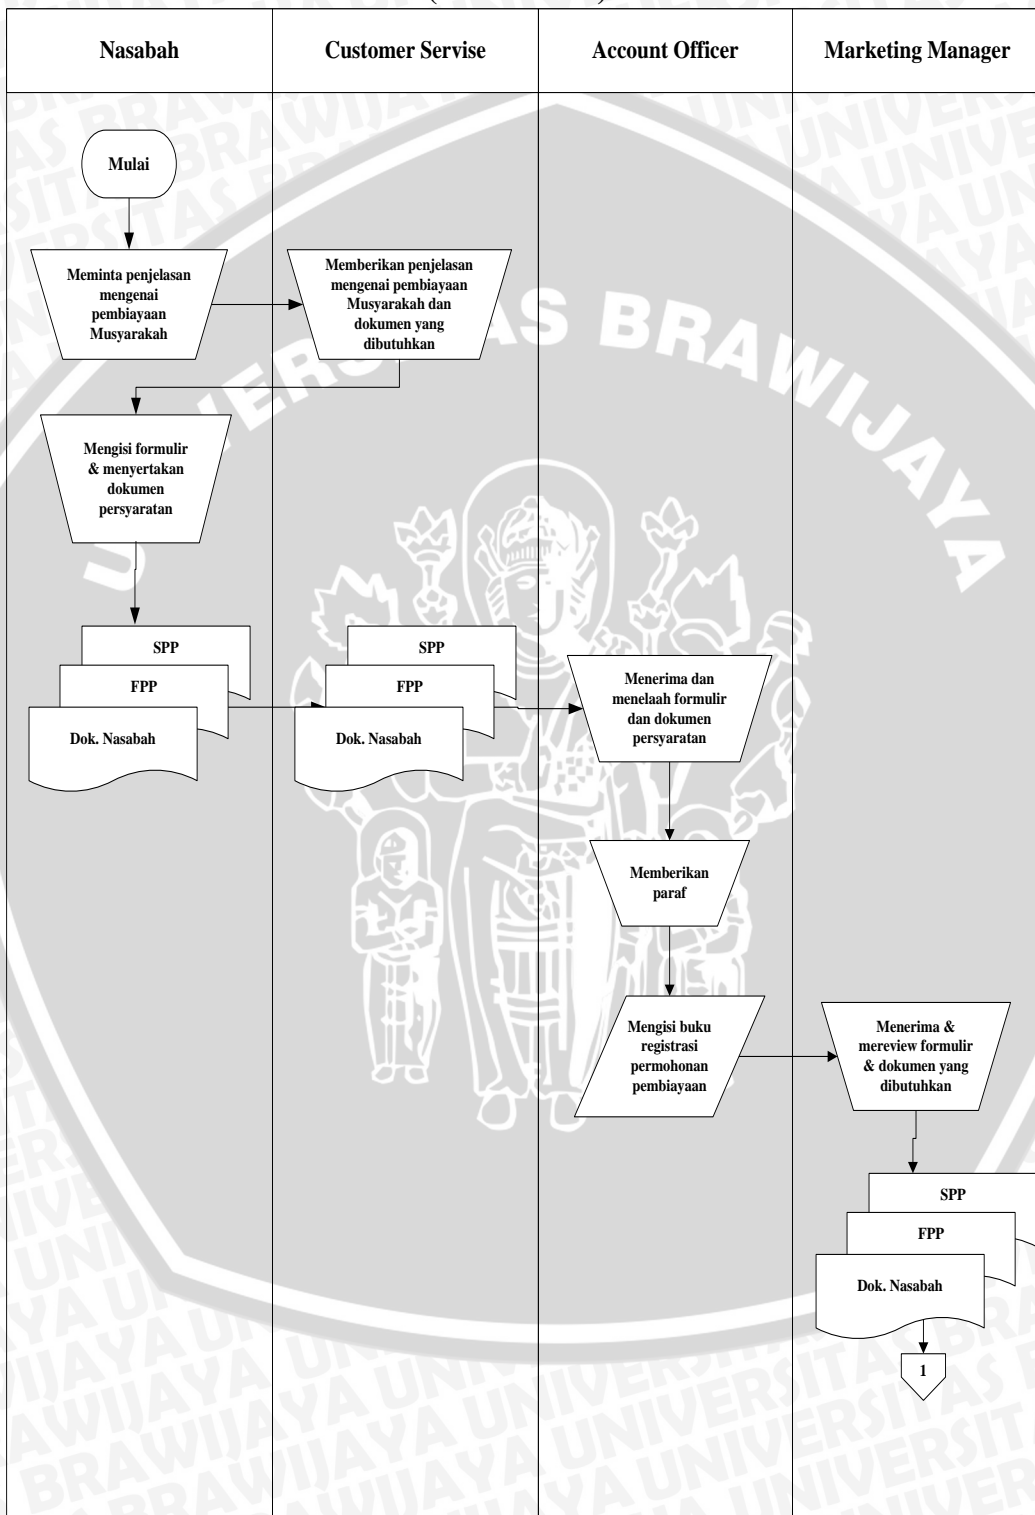 Nasabah
Customer Servise
Account Officer
Marketing Manager
Mulai
Meminta penjelasan
mengenai
pembiayaan
Musyarakah
Memberikan penjelasan
mengenai pembiayaan
Musyarakah dan
dokumen yang
dibutuhkan
Mengisi formulir
& menyertakan
dokumen
persyaratan
SPP
FPP
Dok. Nasabah
SPP
FPP
Dok. Nasabah
Menerima dan
menelaah formulir
dan dokumen
persyaratan
Memberikan
paraf
Mengisi buku
registrasi
permohonan
pembiayaan
Menerima &
mereview formulir
& dokumen yang
dibutuhkan
SPP
FPP
Dok. Nasabah
1
UNIVERSITAS BRAWIJAYA